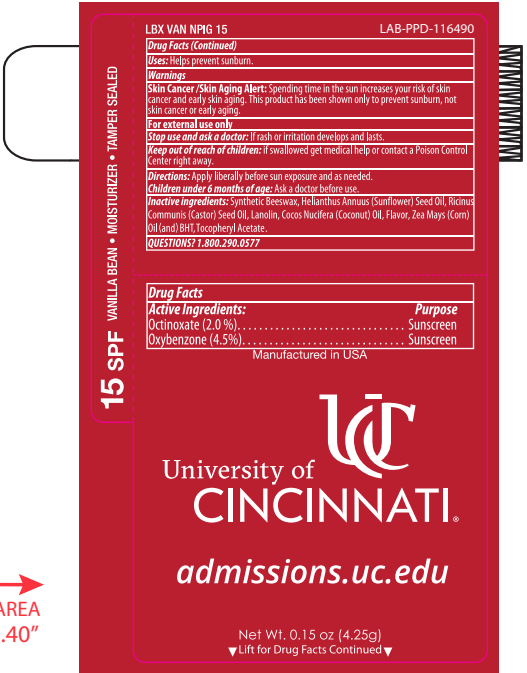 LBX VAN NPIG 15 LAB-PPD-116490
Drug Facts (Continued)
Uses: Helps prevent sunburn.
Warnings
Skin Cancer /Skin Aging Alert: Spending time in the sun increases your risk of skin
cancer and early skin aging. This product has been shown only to prevent sunburn, not
skin cancer or early aging.
For external use only
Stop use and ask a doctor: If rash or irritation develops and lasts.
Keep out of reach of children: if swallowed get medical help or contact a Poison Control
Center right away.
Directions: Apply liberally before sun exposure and as needed.
Children under 6 months of age: Ask a doctor before use.
Inactive ingredients: Synthetic Beeswax, Helianthus Annuus (Sunflower) Seed Oil, Ricinus
Communis (Castor) Seed Oil, Lanolin, Cocos Nucifera (Coconut) Oil, Flavor, Zea Mays (Corn)
Oil (and) BHT, Tocopheryl Acetate.
QUESTIONS? 1.800.290.0577
15 SPF VANILLA BEAN • MOISTURIZER • TAMPER SEALED
Drug Facts
Active Ingredients: Purpose
Octinoxate (2.0 %)............................... Sunscreen
Oxybenzone (4.5%).............................. Sunscreen
Manufactured in USA
UC
University of
CINCINNATI®
admissions.uc.edu
AREA
.40"
Net Wt. 0.15 oz (4.25g)
▼Lift for Drug Facts Continued▼